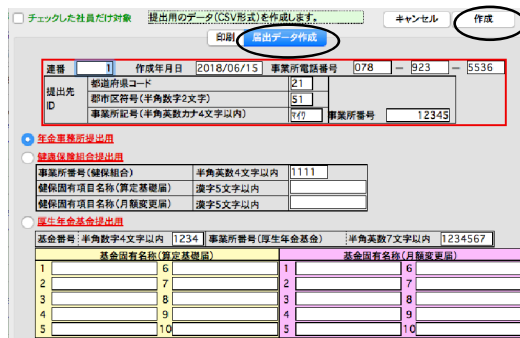 チェックした社員だけ対象 提出用のデータ(CSV形式)を作成します。 キャンセル 作成
印刷 届出データ作成
連番 1 作成年月日 2018/06/15 事業所電話番号 078 － 923 － 5536
提出先ID 都道府県コード 21
郡市区符号(半角数字2文字) 51
事業所記号(半角英数カナ4文字以内) ﾏｲﾜ 事業所番号 12345
年金事務所提出用
健康保険組合提出用
事業所番号(健保組合) 半角英数4文字以内 1111
健保固有項目名称(算定基礎届) 漢字5文字以内
健保固有項目名称(月額変更届) 漢字5文字以内
厚生年金基金提出用
基金番号 半角数字4文字以内 1234 事業所番号(厚生年金基金) 半角英数7文字以内 1234567
基金固有名称(算定基礎届) 基金固有名称(月額変更届)
1 6 1 6
2 7 2 7
3 8 3 8
4 9 4 9
5 10 5 10